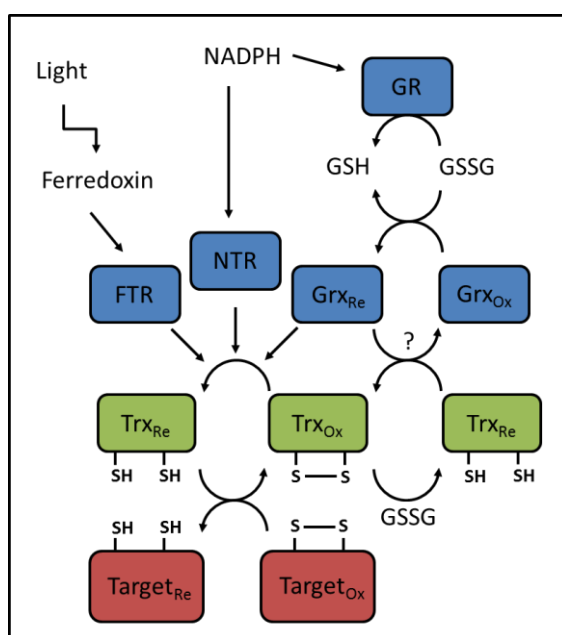 Light
NADPH
GR
Ferredoxin
GSH
GSSG
FTR
NTR
GrxRe
GrxOx
?
TrxRe
TrxOx
TrxRe
SH SH
S S
SH SH
GSSG
SH SH
S S
TargetRe
TargetOx